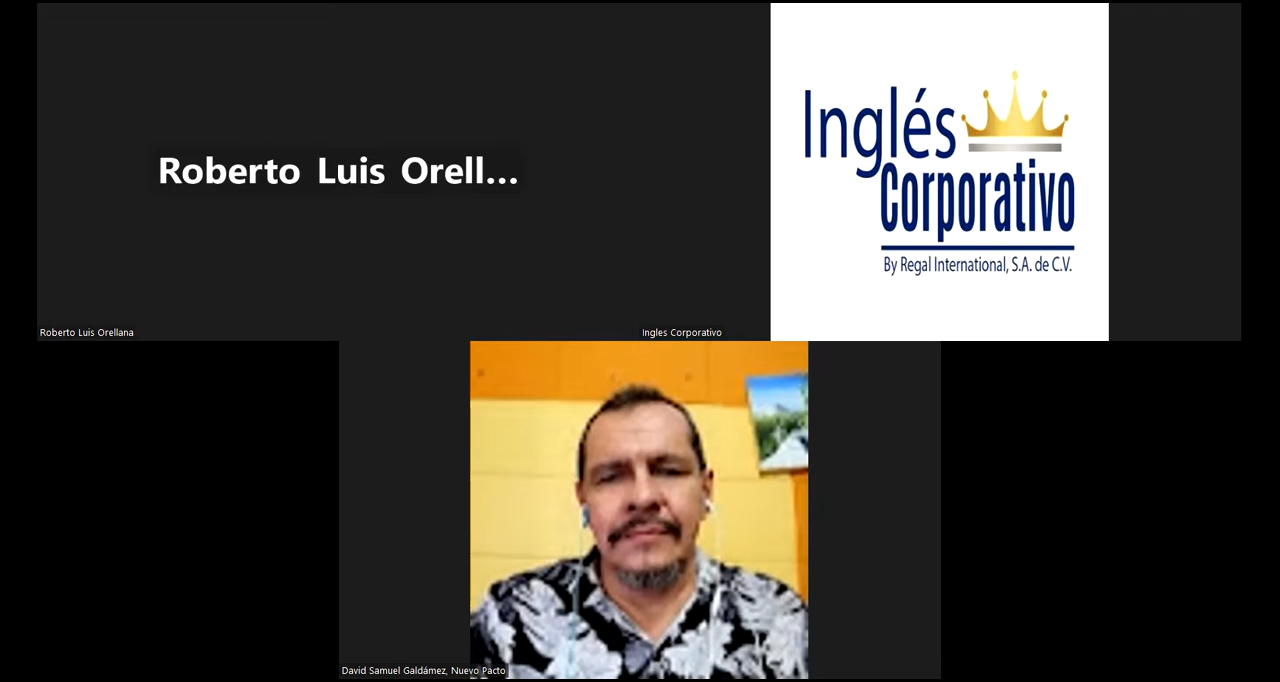 Roberto Luis Orell...
Roberto Luis Orellana
Inglés
Corporativo
By Regal International, S.A. de C.V.
Ingles Corporativo
David Samuel Galdámez, Nuevo Pacto